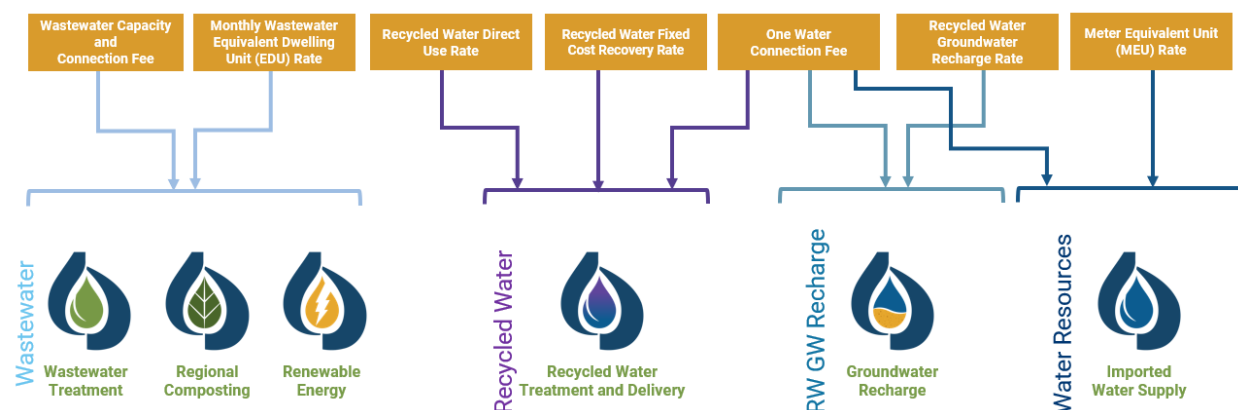 Wastewater Capacity
and
Connection Fee
Monthly Wastewater
Equivalent Dwelling
Unit (EDU) Rate
Recycled Water Direct
Use Rate
Recycled Water Fixed
Cost Recovery Rate
One Water
Connection Fee
Recycled Water
Groundwater
Recharge Rate
Meter Equivalent Unit
(MEU) Rate
Wastewater
Wastewater
Treatment
Regional
Composting
Renewable
Energy
Recycled Water
Recycled Water
Treatment and Delivery
RW GW Recharge
Groundwater
Recharge
Water Resources
Imported
Water Supply